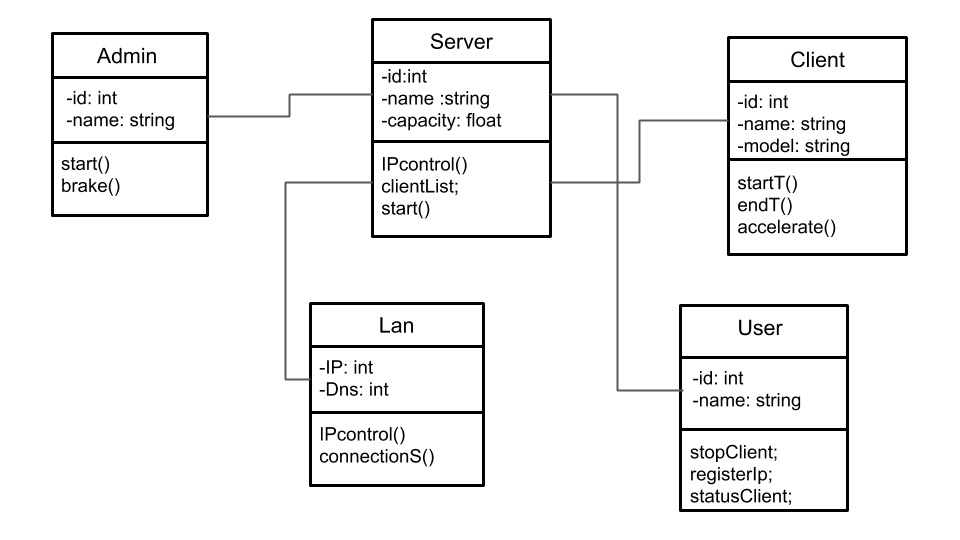 Admin
-id: int
-name: string
start()
brake()
Server
-id:int
-name :string
-capacity: float
IPcontrol()
clientList;
start()
Client
-id: int
-name: string
-model: string
startT()
endT()
accelerate()
Lan
-IP: int
-Dns: int
IPcontrol()
connectionS()
User
-id: int
-name: string
stopClient;
registerIp;
statusClient;